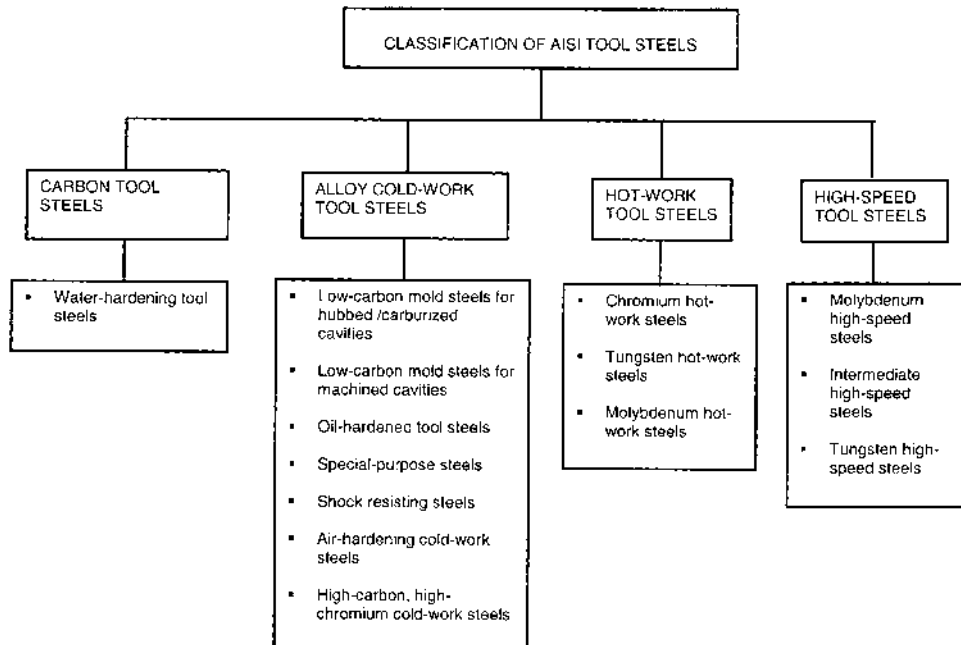 CLASSIFICATION OF AISI TOOL STEELS
CARBON TOOL
STEELS
▪ Water-hardening tool
steels
ALLOY COLD-WORK
TOOL STEELS
▪ Low-carbon mold steels for
hubbed /carburized
cavities
▪ Low-carbon mold steels for
machined cavities
▪ Oil-hardened tool steels
▪ Special-purpose steels
▪ Shock resisting steels
▪ Air-hardening cold-work
steels
▪ High-carbon, high-
chromium cold-work steels
HOT-WORK
TOOL STEELS
▪ Chromium hot-
work steels
▪ Tungsten hot-work
steels
▪ Molybdenum hot-
work steels
HIGH-SPEED
TOOL STEELS
▪ Molybdenum
high-speed
steels
▪ Intermediate
high-speed
steels
▪ Tungsten high-
speed steels